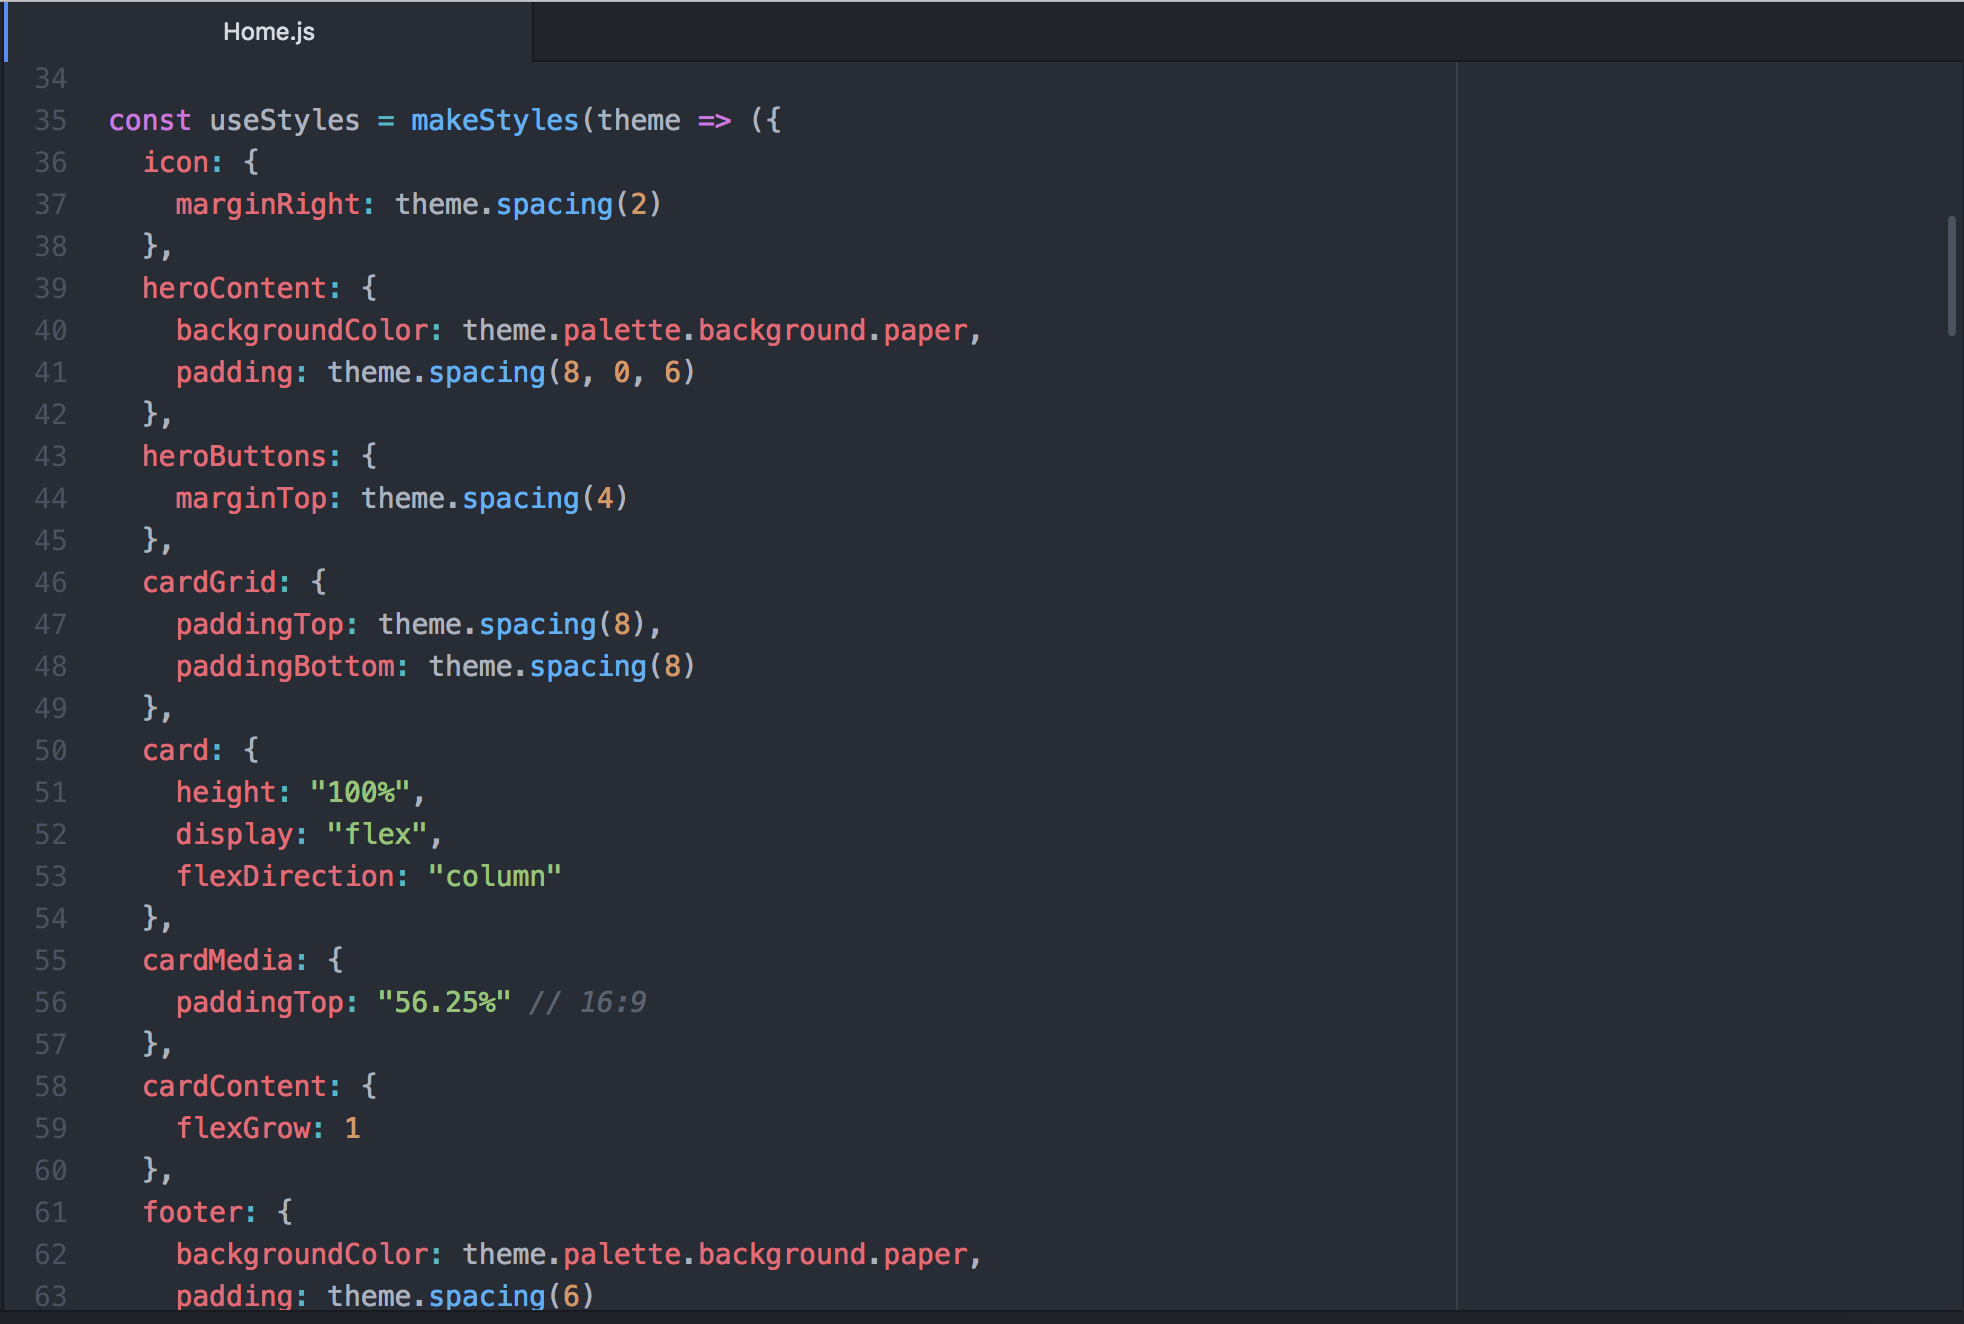 Home.js
34
35 const useStyles = makeStyles(theme => ({
36   icon: {
37     marginRight: theme.spacing(2)
38   },
39   heroContent: {
40     backgroundColor: theme.palette.background.paper,
41     padding: theme.spacing(8, 0, 6)
42   },
43   heroButtons: {
44     marginTop: theme.spacing(4)
45   },
46   cardGrid: {
47     paddingTop: theme.spacing(8),
48     paddingBottom: theme.spacing(8)
49   },
50   card: {
51     height: "100%",
52     display: "flex",
53     flexDirection: "column"
54   },
55   cardMedia: {
56     paddingTop: "56.25%" // 16:9
57   },
58   cardContent: {
59     flexGrow: 1
60   },
61   footer: {
62     backgroundColor: theme.palette.background.paper,
63     padding: theme.spacing(6)